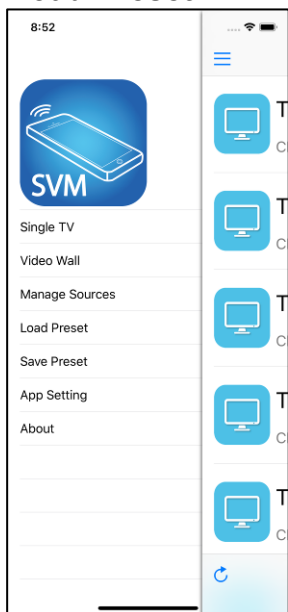 8:52
SVM
Single TV
Video Wall
Manage Sources
Load Preset
Save Preset
App Setting
About
T
C
T
C
T
C
T
C
T
C